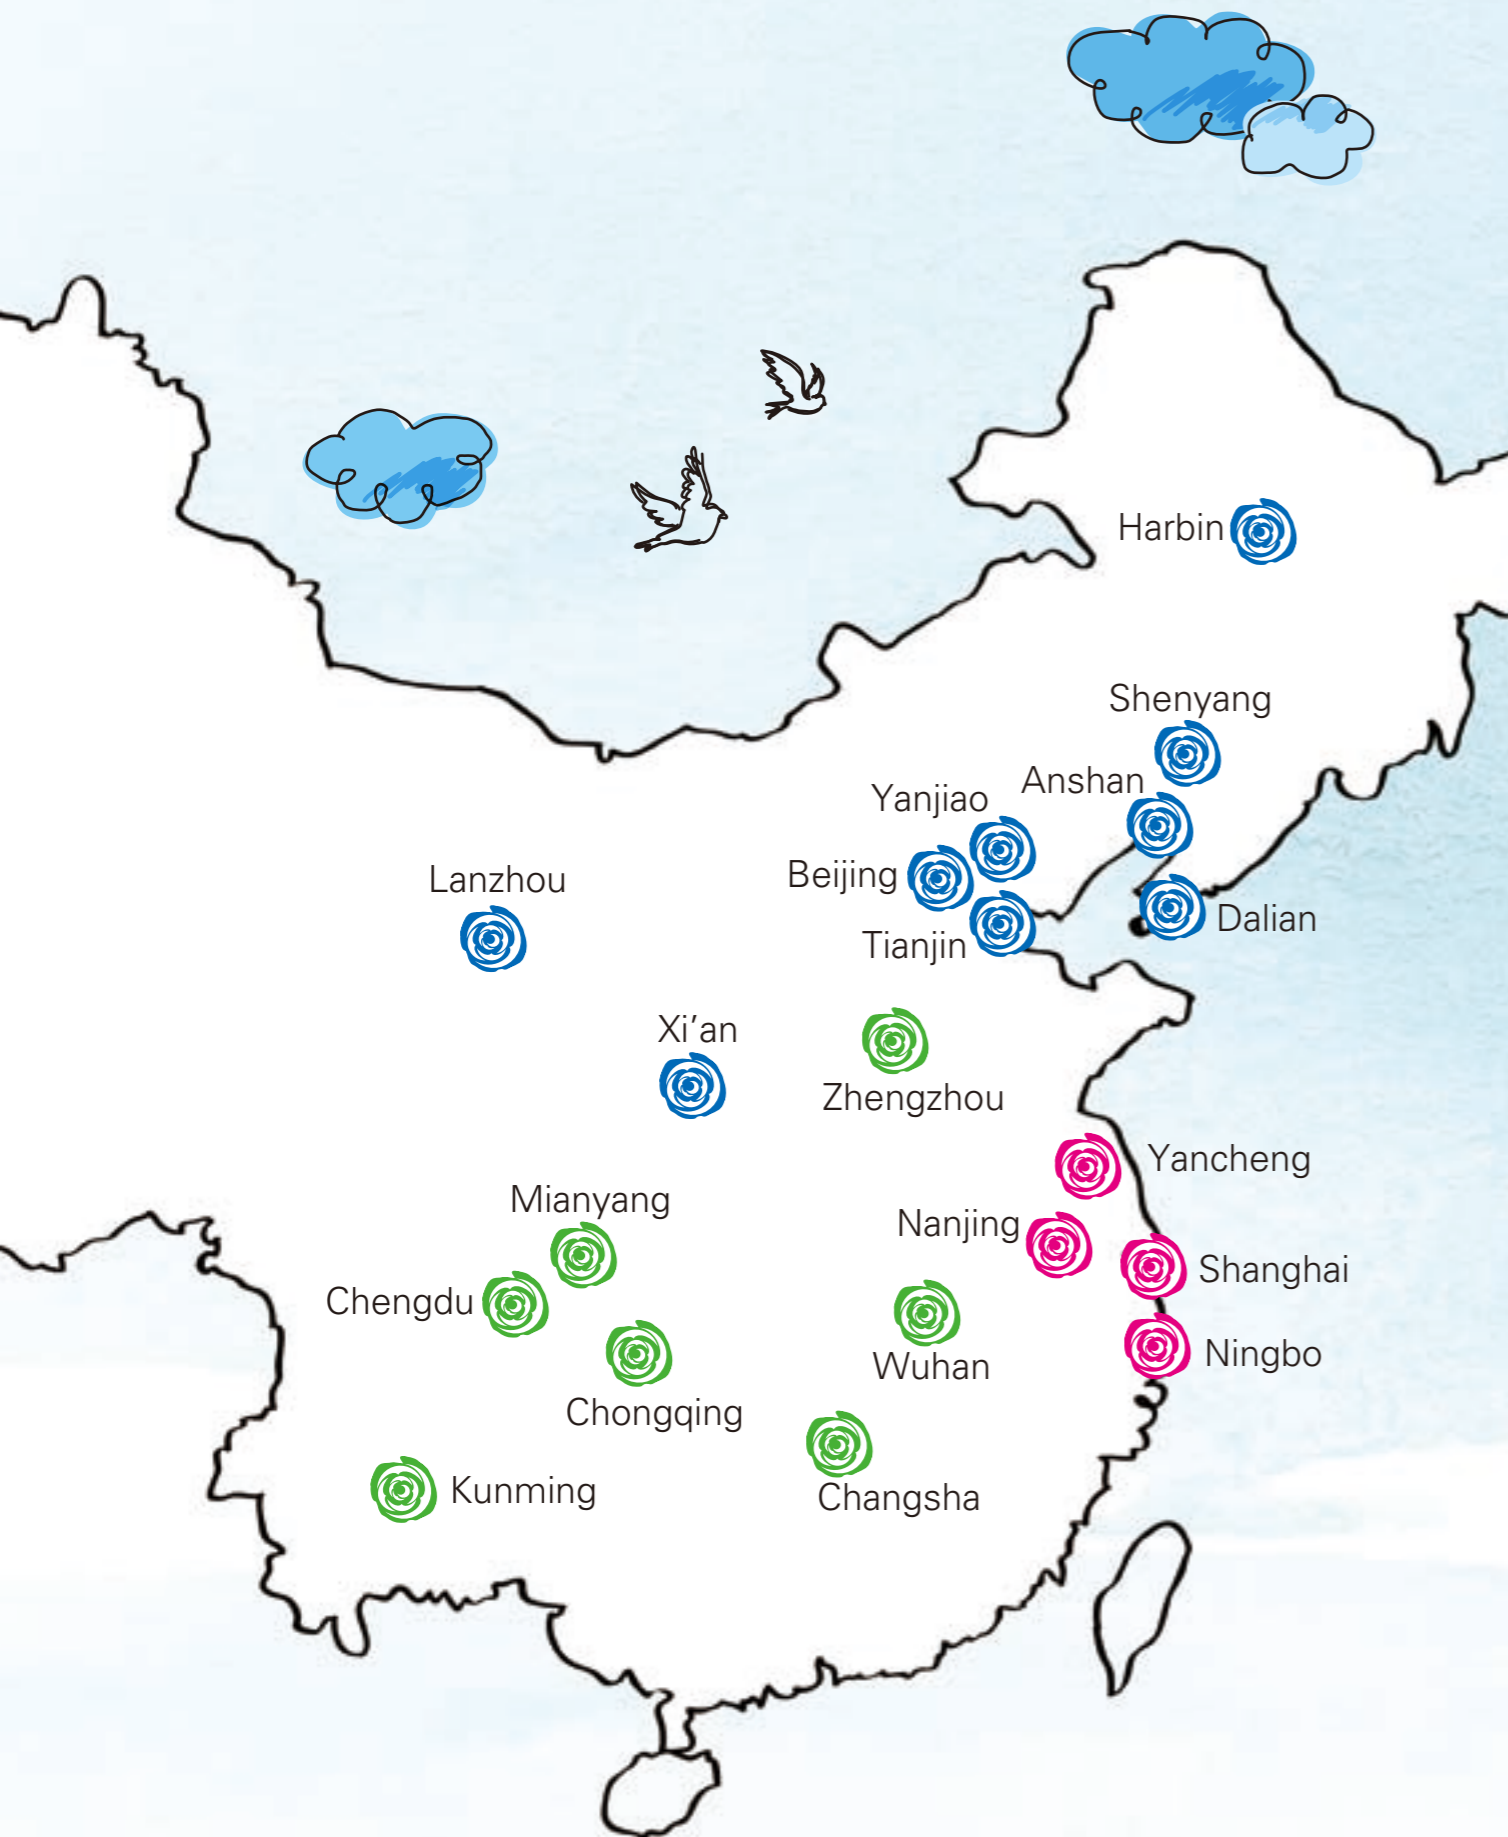 Harbin
Shenyang
Anshan
Yanjiao
Beijing
Lanzhou
Dalian
Tianjin
Xi’an
Zhengzhou
Yancheng
Mianyang
Nanjing
Shanghai
Chengdu
Wuhan
Ningbo
Chongqing
Kunming
Changsha